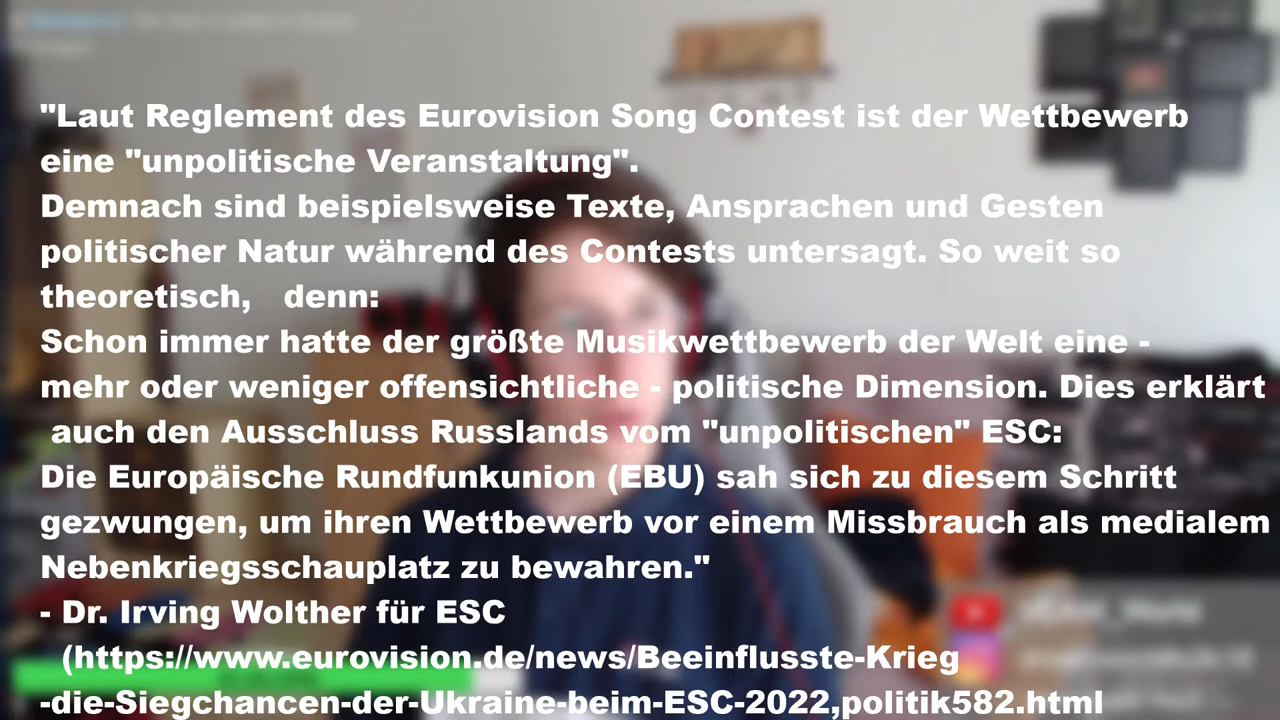 "Laut Reglement des Eurovision Song Contest ist der Wettbewerb
eine "unpolitische Veranstaltung".
Demnach sind beispielsweise Texte, Ansprachen und Gesten
politischer Natur während des Contests untersagt. So weit so
theoretisch, denn:
Schon immer hatte der größte Musikwettbewerb der Welt eine -
mehr oder weniger offensichtliche - politische Dimension. Dies erklärt
auch den Ausschluss Russlands vom "unpolitischen" ESC:
Die Europäische Rundfunkunion (EBU) sah sich zu diesem Schritt
gezwungen, um ihren Wettbewerb vor einem Missbrauch als medialem
Nebenkriegsschauplatz zu bewahren."
- Dr. Irving Wolther für ESC
(https://www.eurovision.de/news/Beeinflusste-Krieg
-die-Siegchancen-der-Ukraine-beim-ESC-2022,politik582.html